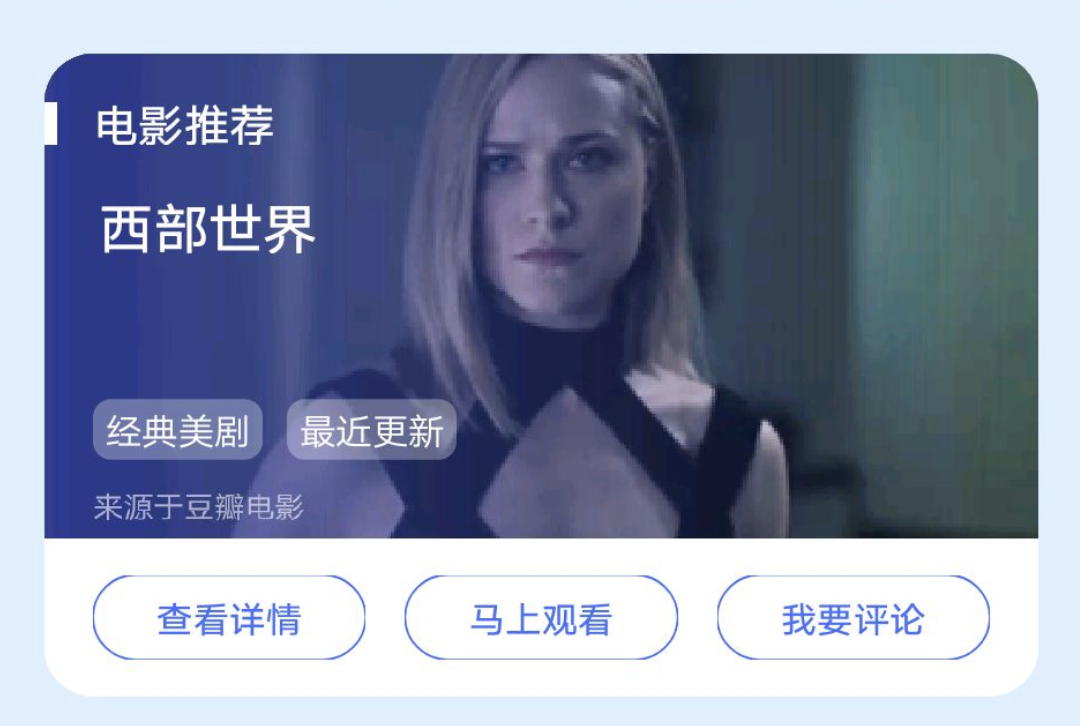 电影推荐
西部世界
经典美剧 最近更新
来源于豆瓣电影
查看详情 马上观看 我要评论